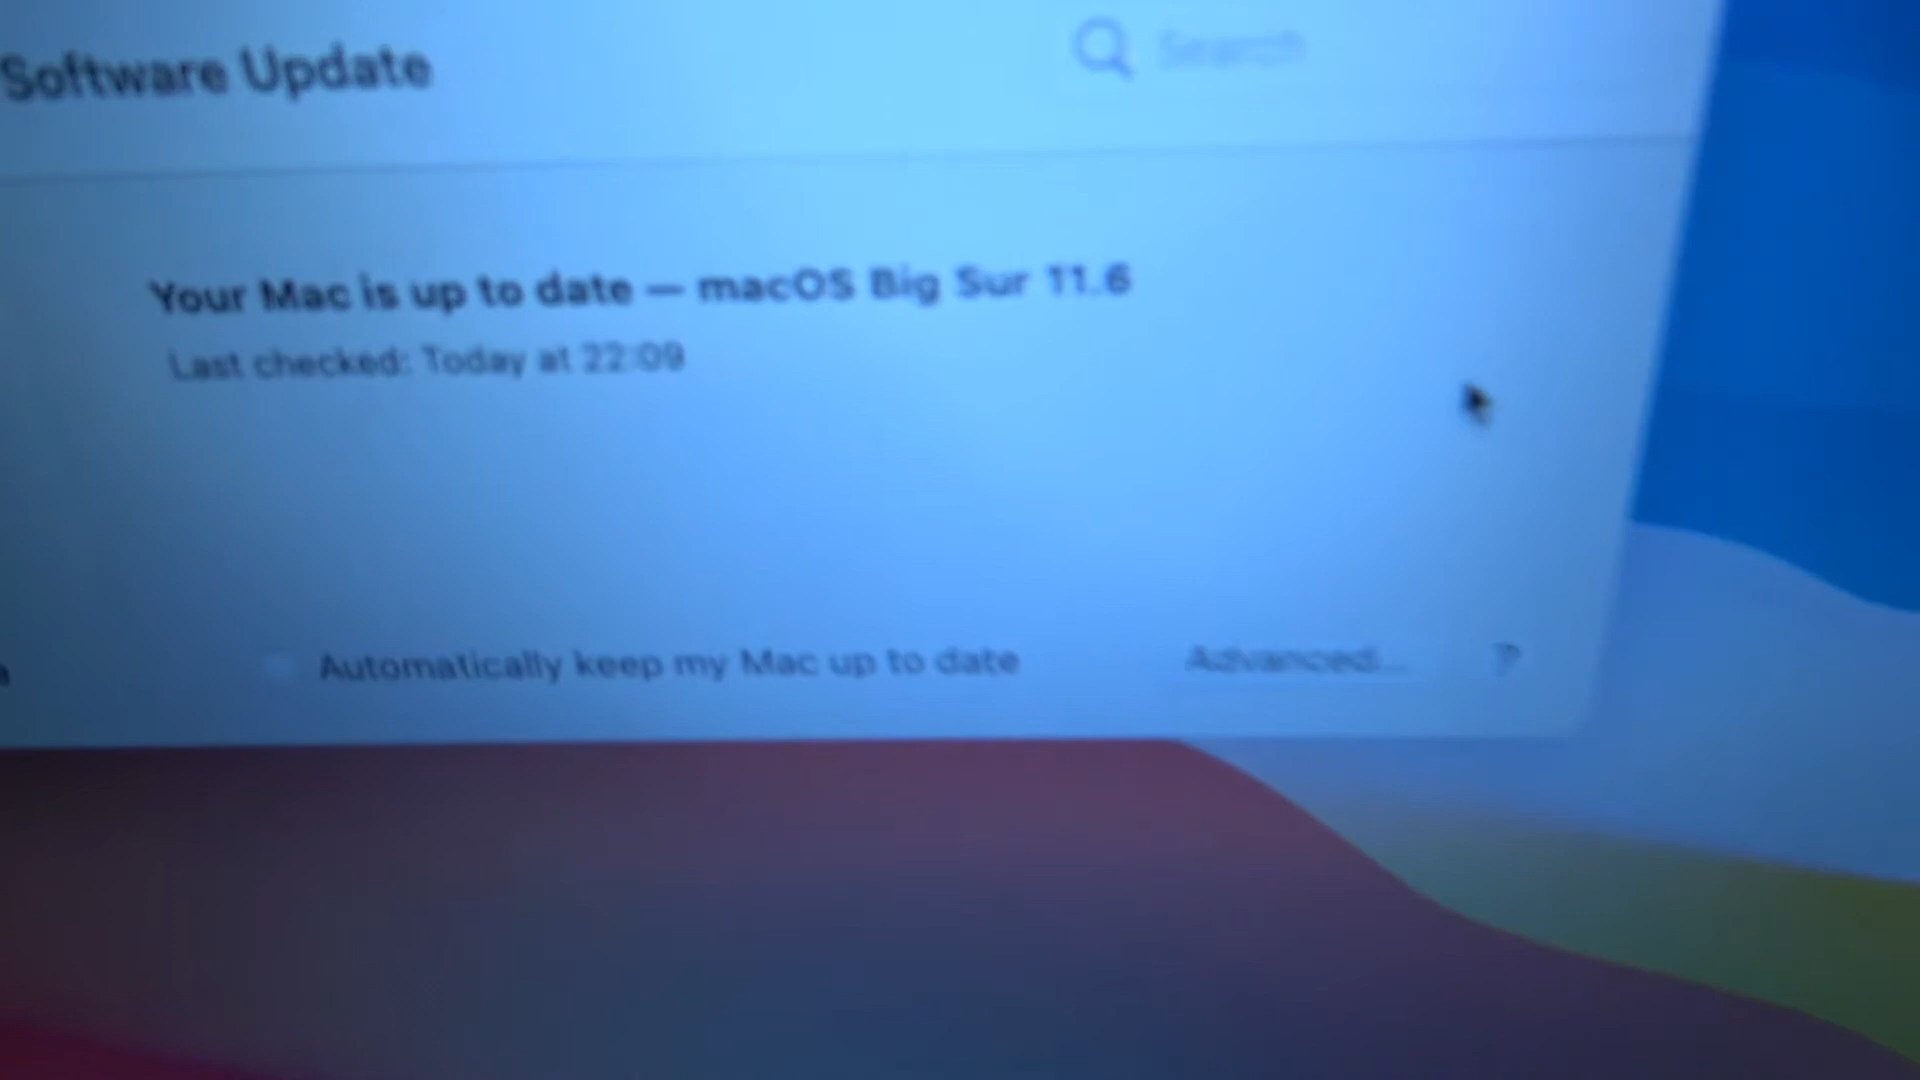 Software Update
Search
Your Mac is up to date — macOS Big Sur 11.6
Last checked: Today at 22:09
Automatically keep my Mac up to date
Advanced...
?